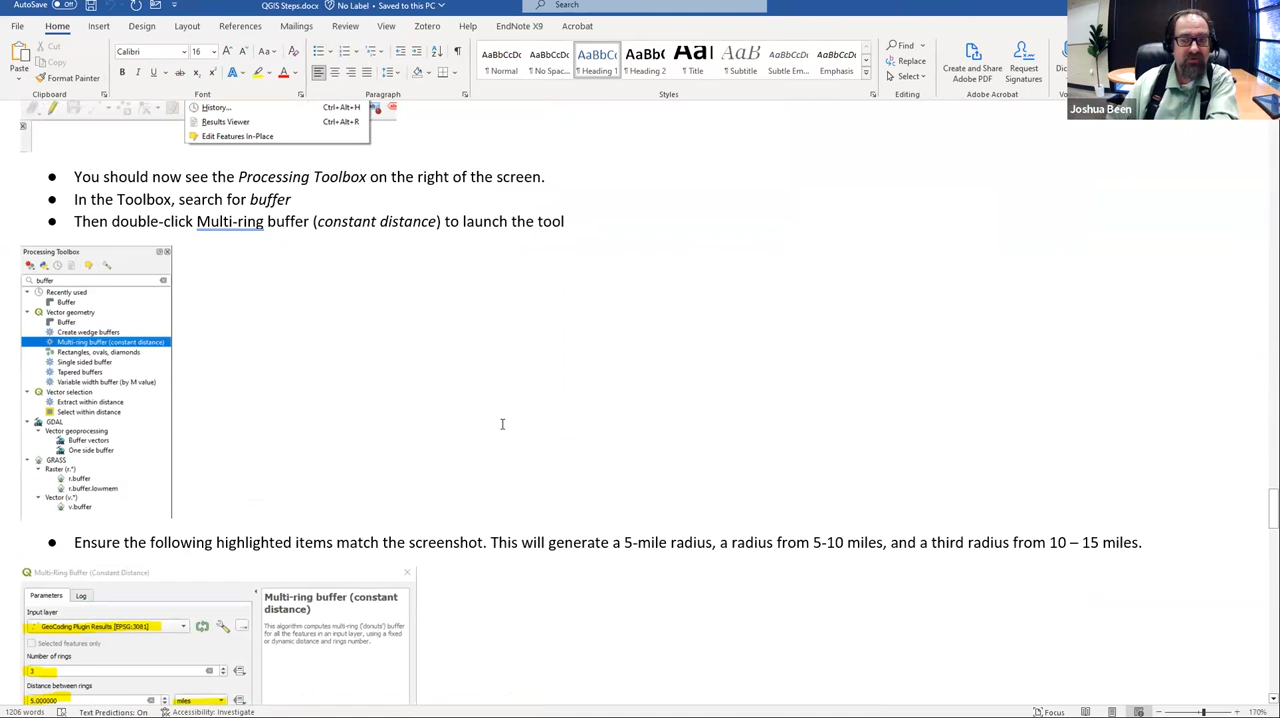 AutoSave Off QGIS Steps.docx No Label • Saved to this PC Search
File Home Insert Draw Design Layout References Mailings Review View Zotero Help EndNote X9 Acrobat
Cut
Copy
Format Painter
Paste
Calibri 16
Find
Replace
Select
Create and Share
Adobe PDF
Request
Signatures
¶ Normal ¶ No Spac... ¶ Heading 1 ¶ Heading 2 ¶ Title ¶ Subtitle Subtle Em... Emphasis
Clipboard Font Paragraph Styles Editing Adobe Acrobat
Joshua Been
History... Ctrl+Alt+H
Results Viewer Ctrl+Alt+R
Edit Features In-Place
● You should now see the Processing Toolbox on the right of the screen.
● In the Toolbox, search for buffer
● Then double-click Multi-ring buffer (constant distance) to launch the tool
Processing Toolbox
buffer
Recently used
Buffer
Vector geometry
Buffer
Create wedge buffers
Multi-ring buffer (constant distance)
Rectangles, ovals, diamonds
Single sided buffer
Tapered buffers
Variable width buffer (by M value)
Vector selection
Extract within distance
Select within distance
GDAL
Vector geoprocessing
Buffer vectors
One side buffer
GRASS
Raster (r.*)
r.buffer
r.buffer.lowmem
Vector (v.*)
v.buffer
● Ensure the following highlighted items match the screenshot. This will generate a 5-mile radius, a radius from 5-10 miles, and a third radius from 10 – 15 miles.
Multi-Ring Buffer (Constant Distance)
Parameters Log
Input layer
GeoCoding Plugin Results [EPSG:3081]
Selected features only
Number of rings
3
Distance between rings
5.000000 miles
Multi-ring buffer (constant
distance)
This algorithm computes multi-ring ('donuts') buffer
for all the features in an input layer, using a fixed
or dynamic distance and rings number.
1206 words Text Predictions: On Accessibility: Investigate Focus 170%